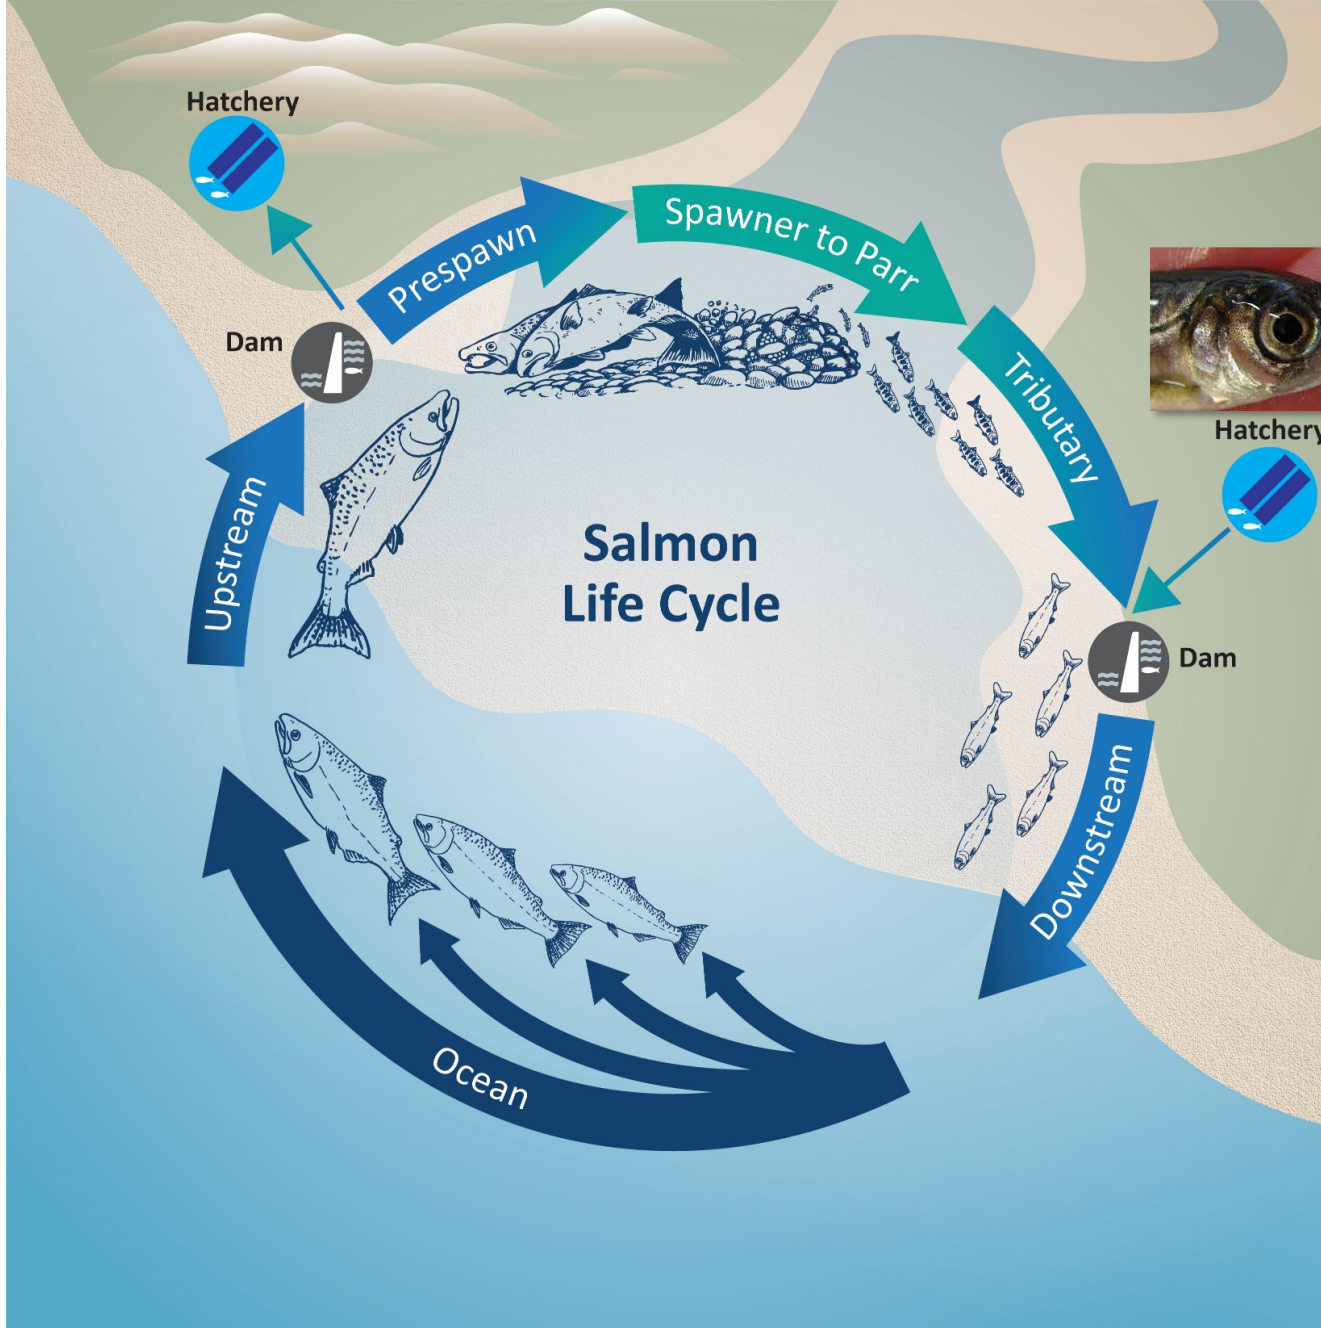 Hatchery
Prespawn
Spawner to Parr
Dam
Tributary
Hatchery
Upstream
Salmon
Life Cycle
Dam
Downstream
Ocean